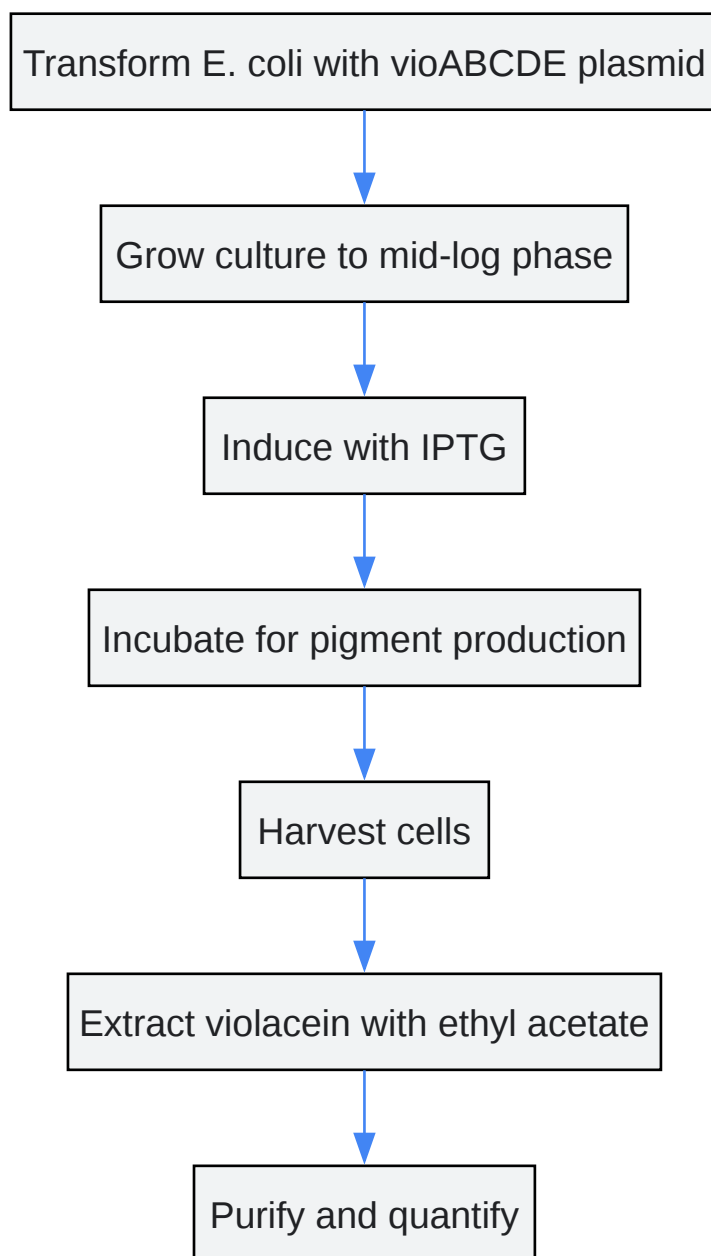 Transform E. coli with vioABCDE plasmid
Grow culture to mid-log phase
Induce with IPTG
Incubate for pigment production
Harvest cells
Extract violacein with ethyl acetate
Purify and quantify